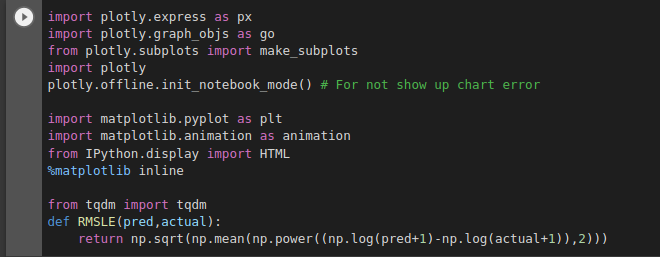 import plotly.express as px
import plotly.graph_objs as go
from plotly.subplots import make_subplots
import plotly
plotly.offline.init_notebook_mode() # For not show up chart error
import matplotlib.pyplot as plt
import matplotlib.animation as animation
from IPython.display import HTML
%matplotlib inline
from tqdm import tqdm
def RMSLE(pred,actual):
    return np.sqrt(np.mean(np.power((np.log(pred+1)-np.log(actual+1)),2)))